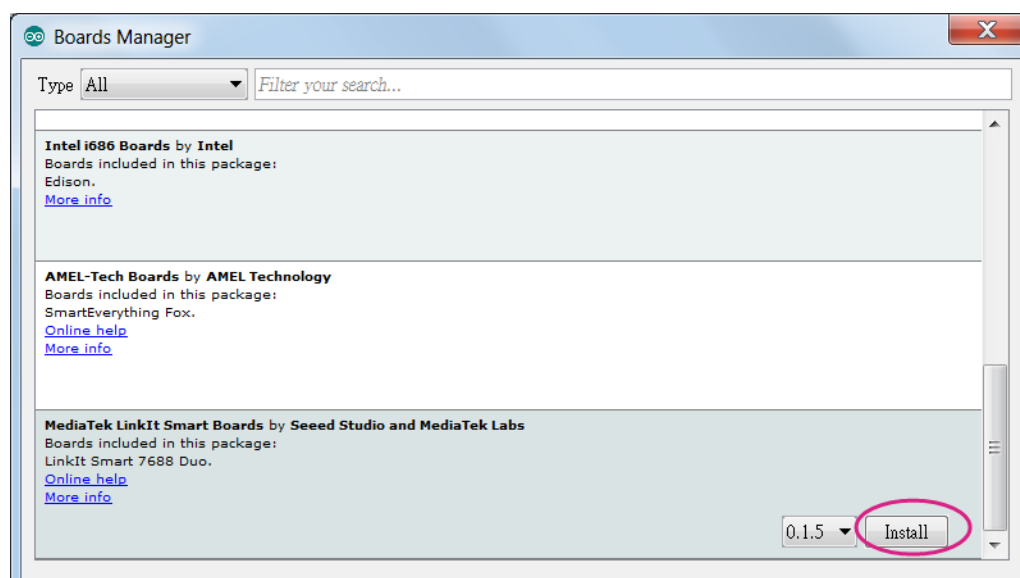 Boards Manager
Type All Filter your search...
Intel i686 Boards by Intel
Boards included in this package:
Edison.
More info
AMEL-Tech Boards by AMEL Technology
Boards included in this package:
SmartEverything Fox.
Online help
More info
MediaTek LinkIt Smart Boards by Seeed Studio and MediaTek Labs
Boards included in this package:
LinkIt Smart 7688 Duo.
Online help
More info
0.1.5 Install